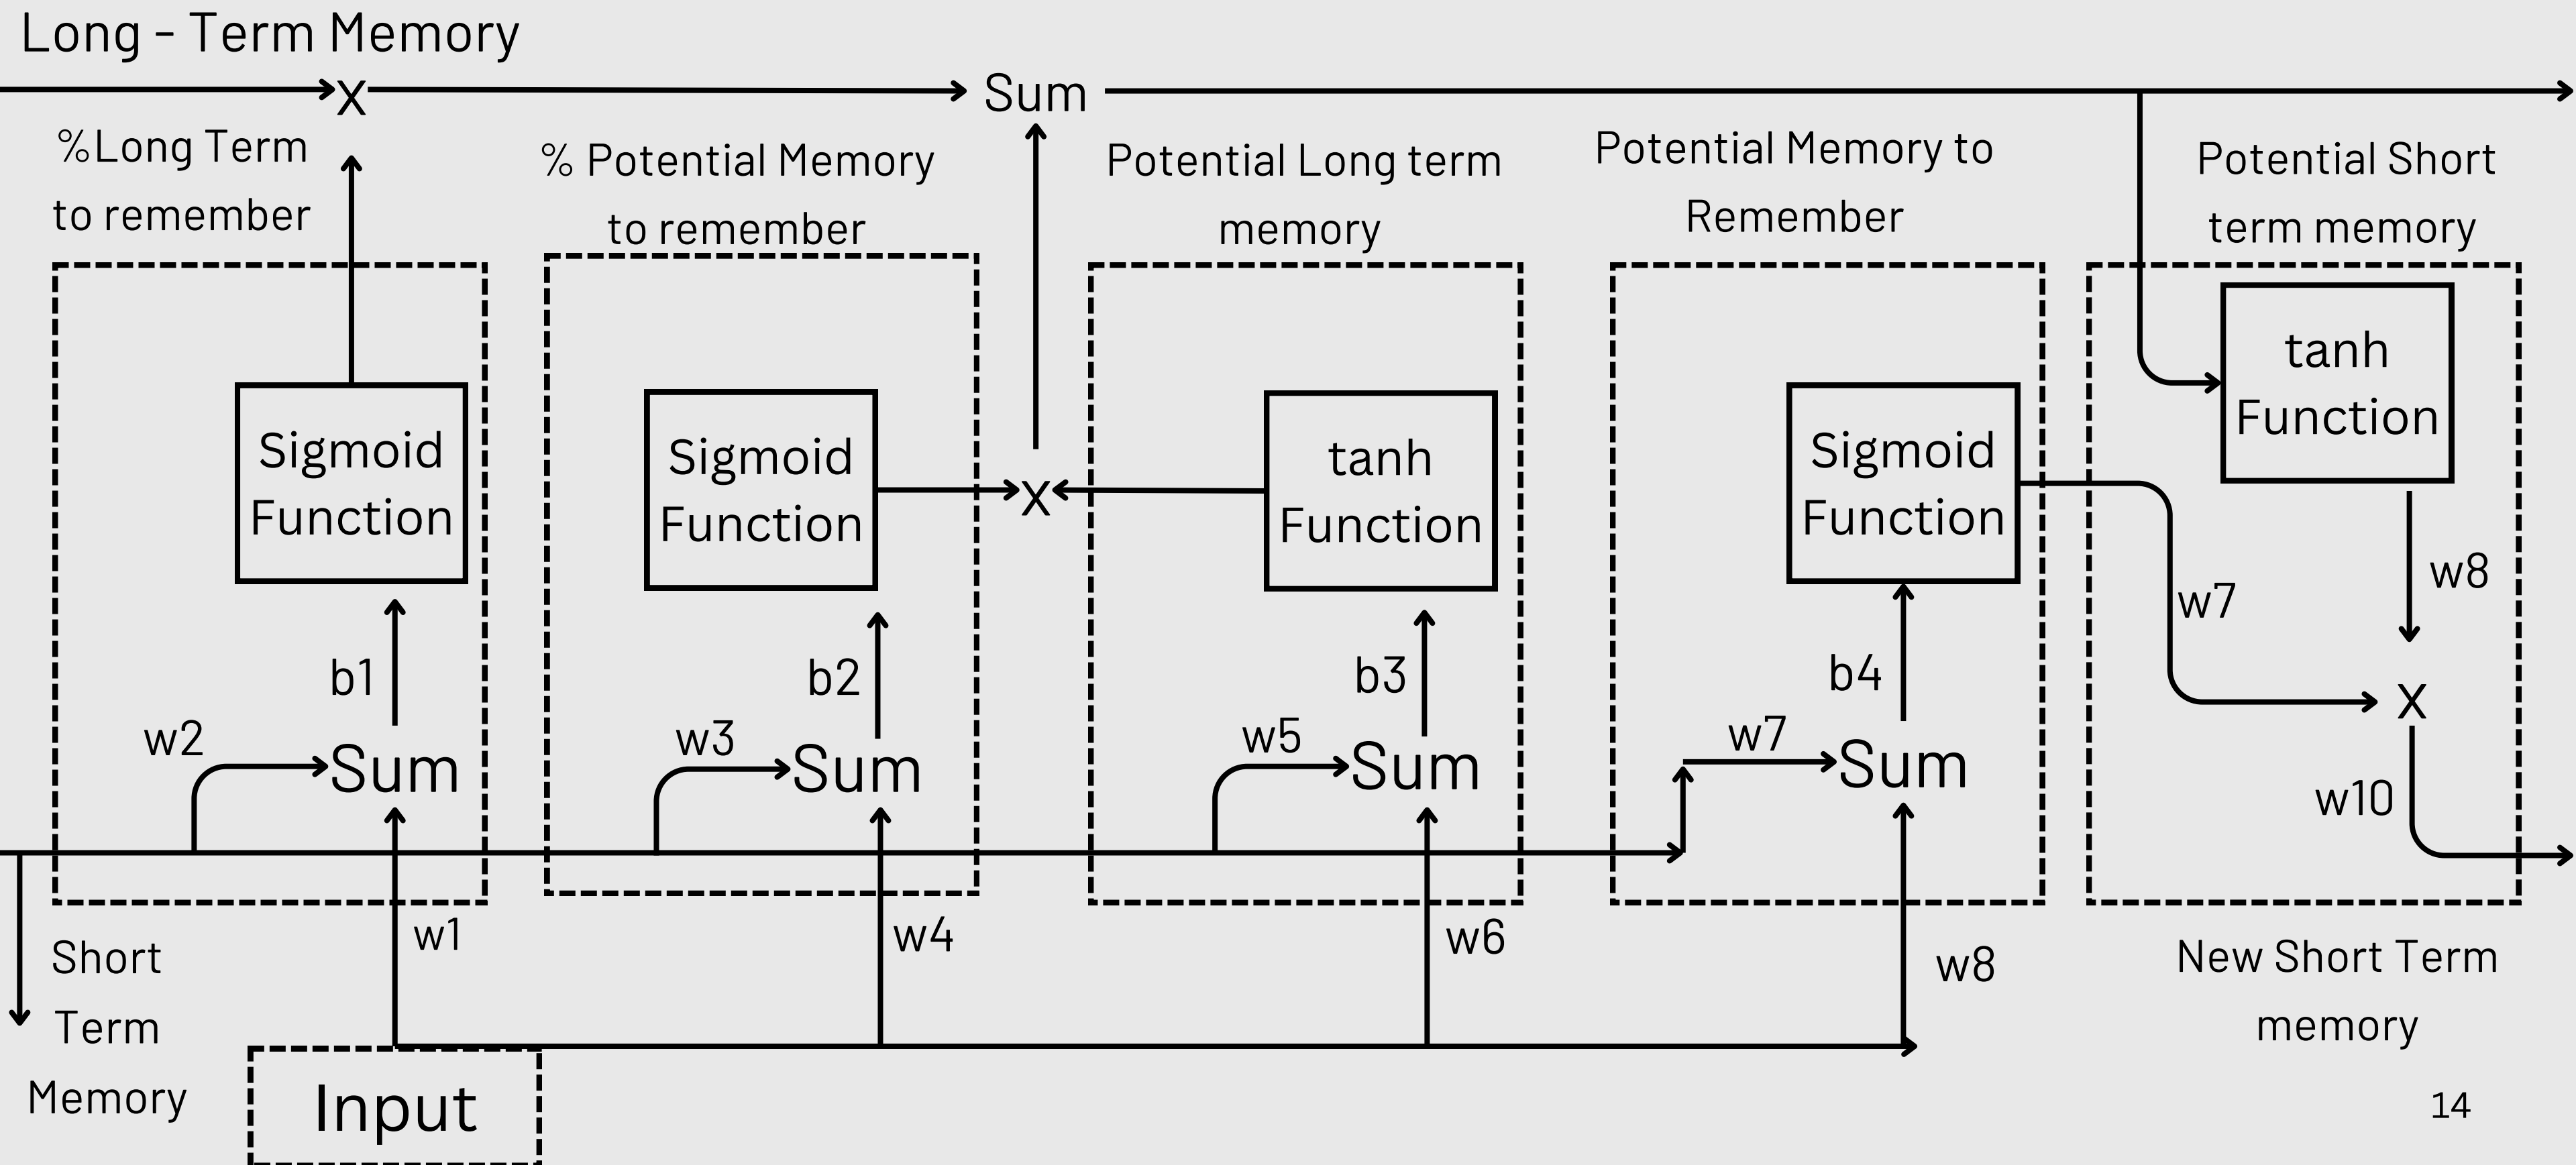 Long - Term Memory
X
Sum
%Long Term
to remember
% Potential Memory
to remember
Potential Long term
memory
Potential Memory to
Remember
Potential Short
term memory
Sigmoid
Function
Sigmoid
Function
X
tanh
Function
Sigmoid
Function
tanh
Function
w8
w7
X
b1
b2
b3
b4
w2
Sum
w3
Sum
w5
Sum
w7
Sum
w10
w1
w4
w6
w8
Short
Term
Memory
New Short Term
memory
Input
14